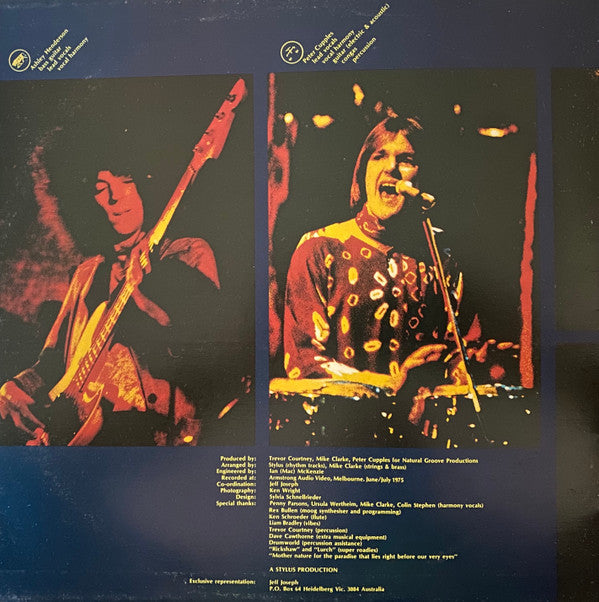 Ashley Henderson
bass guitar
lead vocals
vocal harmony
Peter Cupples
lead vocals
vocal harmony
guitar (electric & acoustic)
congas
percussion
Produced by: Trevor Courtney, Mike Clarke, Peter Cupples for Natural Groove Productions
Arranged by: Stylus (rhythm tracks), Mike Clarke (strings & brass)
Engineered by: Ian (Mac) McKenzie
Recorded at: Armstrong Audio Video, Melbourne. June/July 1975
Co-ordination: Jeff Joseph
Photography: Ken Wright
Design: Sylvia Schnelfrieder
Special thanks: Penny Parsons, Ursula Wertheim, Mike Clarke, Colin Stephen (harmony vocals)
Rex Bullen (moog synthesiser and programming)
Ken Schroeder (flute)
Liam Bradley (vibes)
Trevor Courtney (percussion)
Dave Cawthorne (extra musical equipment)
Drumworld (percussion assistance)
"Rickshaw" and "Lurch" (super roadies)
"Mother nature for the paradise that lies right before our very eyes"
A STYLUS PRODUCTION
Exclusive representation: Jeff Joseph
P.O. Box 64 Heidelberg Vic. 3084 Australia